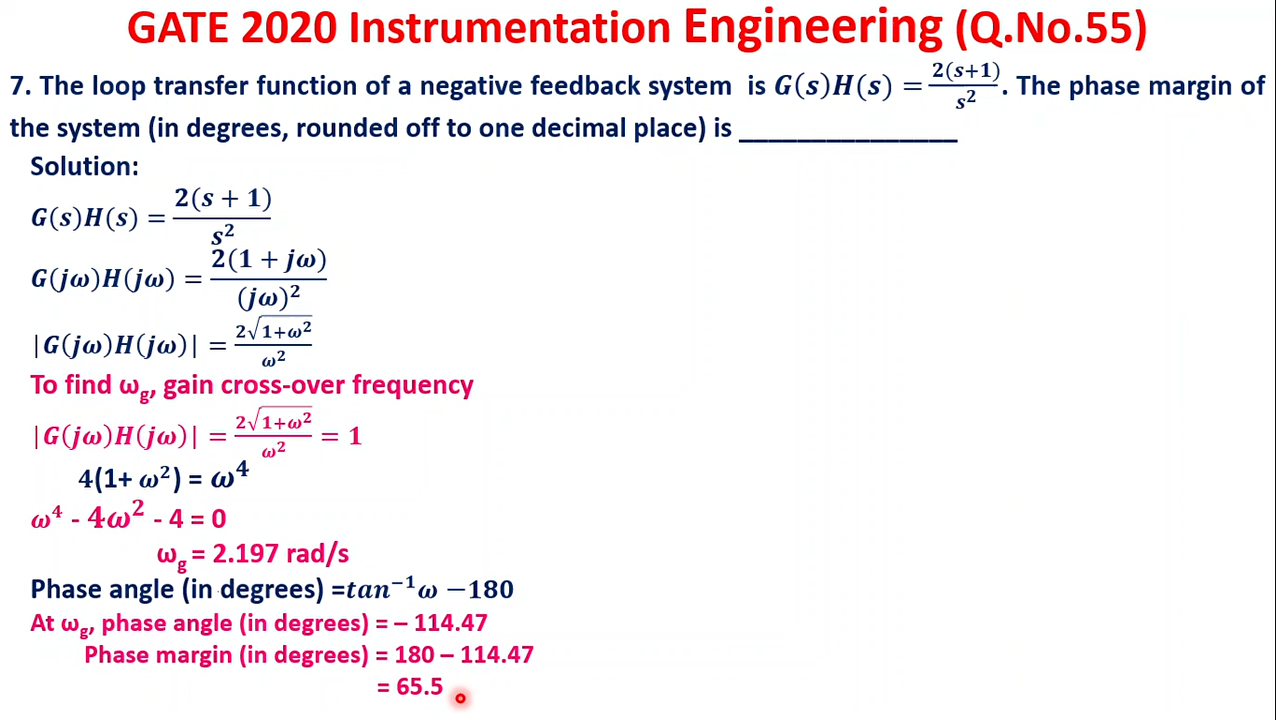 GATE 2020 Instrumentation Engineering (Q.No.55)
7. The loop transfer function of a negative feedback system is G(s)H(s) = 2(s+1)/s². The phase margin of
the system (in degrees, rounded off to one decimal place) is _______________
Solution:
G(s)H(s) = 2(s + 1)/s²
G(jω)H(jω) = 2(1 + jω)/(jω)²
|G(jω)H(jω)| = 2√(1+ω²)/ω²
To find ωg, gain cross-over frequency
|G(jω)H(jω)| = 2√(1+ω²)/ω² = 1
4(1+ ω²) = ω⁴
ω⁴ - 4ω² - 4 = 0
ωg = 2.197 rad/s
Phase angle (in degrees) =tan⁻¹ω −180
At ωg, phase angle (in degrees) = – 114.47
Phase margin (in degrees) = 180 – 114.47
= 65.5